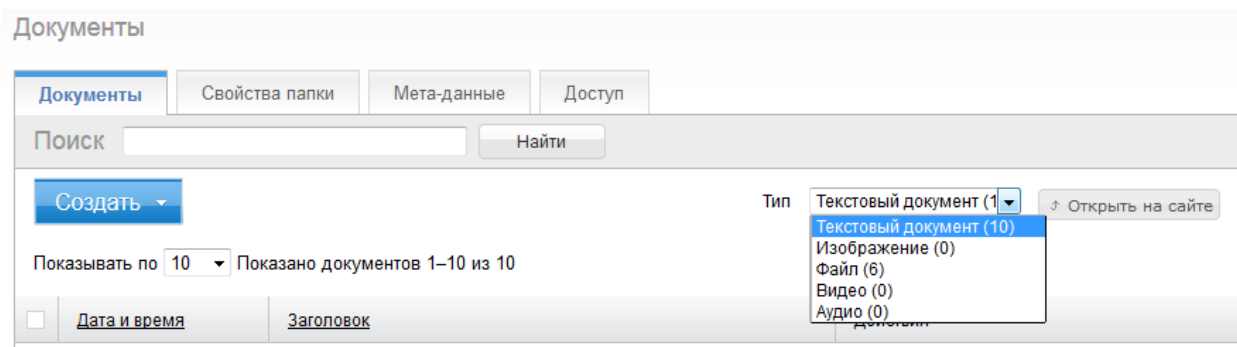 Документы
Документы Свойства папки Мета-данные Доступ
Поиск Найти
Создать Тип Текстовый документ (1 Открыть на сайте
Текстовый документ (10)
Изображение (0)
Файл (6)
Видео (0)
Аудио (0)
Показывать по 10 Показано документов 1–10 из 10
Дата и время Заголовок Действия